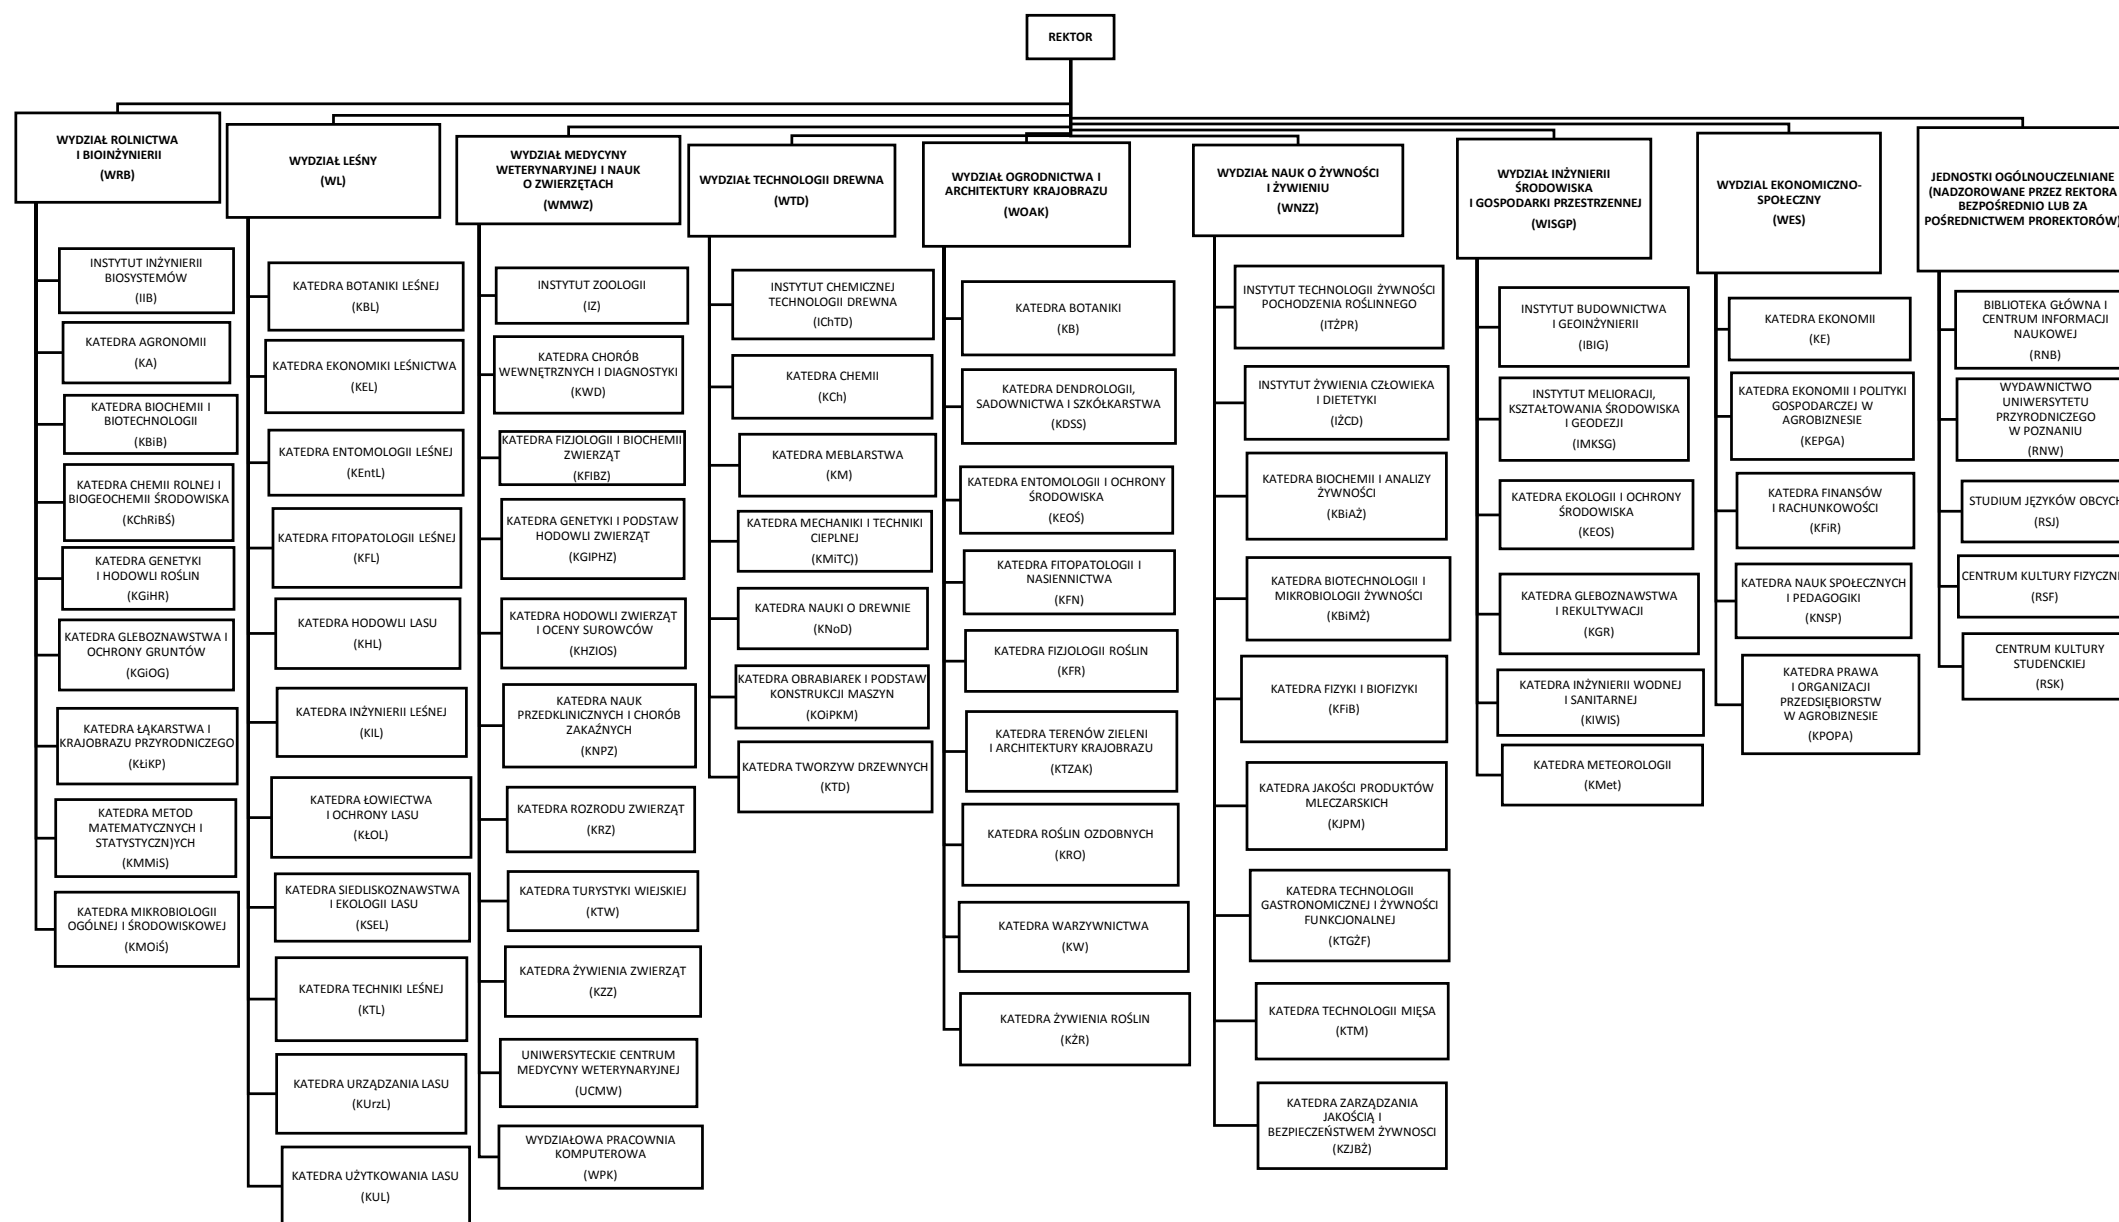 REKTOR
WYDZIAŁ ROLNICTWA
I BIOINŻYNIERII
(WRB)
INSTYTUT INŻYNIERII
BIOSYSTEMÓW
(IIB)
KATEDRA AGRONOMII
(KA)
KATEDRA BIOCHEMII I
BIOTECHNOLOGII
(KBiB)
KATEDRA CHEMII ROLNEJ I
BIOGEOCHEMII ŚRODOWISKA
(KChRiBŚ)
KATEDRA GENETYKI
I HODOWLI ROŚLIN
(KGiHR)
KATEDRA GLEBOZNAWSTWA I
OCHRONY GRUNTÓW
(KGiOG)
KATEDRA ŁĄKARSTWA I
KRAJOBRAZU PRZYRODNICZEGO
(KŁiKP)
KATEDRA METOD
MATEMATYCZNYCH I
STATYSTYCZN)YCH
(KMMiS)
KATEDRA MIKROBIOLOGII
OGÓLNEJ I ŚRODOWISKOWEJ
(KMOiŚ)
WYDZIAŁ LEŚNY
(WL)
KATEDRA BOTANIKI LEŚNEJ
(KBL)
KATEDRA EKONOMIKI LEŚNICTWA
(KEL)
KATEDRA ENTOMOLOGII LEŚNEJ
(KEntL)
KATEDRA FITOPATOLOGII LEŚNEJ
(KFL)
KATEDRA HODOWLI LASU
(KHL)
KATEDRA INŻYNIERII LEŚNEJ
(KIL)
KATEDRA ŁOWIECTWA
I OCHRONY LASU
(KŁOL)
KATEDRA SIEDLISKOZNAWSTWA
I EKOLOGII LASU
(KSEL)
KATEDRA TECHNIKI LEŚNEJ
(KTL)
KATEDRA URZĄDZANIA LASU
(KUrzL)
KATEDRA UŻYTKOWANIA LASU
(KUL)
WYDZIAŁ MEDYCYNY
WETERYNARYJNEJ I NAUK
O ZWIERZĘTACH
(WMWZ)
INSTYTUT ZOOLOGII
(IZ)
KATEDRA CHORÓB
WEWNĘTRZNYCH I DIAGNOSTYKI
(KWD)
KATEDRA FIZJOLOGII I BIOCHEMII
ZWIERZĄT
(KFIBZ)
KATEDRA GENETYKI I PODSTAW
HODOWLI ZWIERZĄT
(KGIPHZ)
KATEDRA HODOWLI ZWIERZĄT
I OCENY SUROWCÓW
(KHZIOS)
KATEDRA NAUK
PRZEDKLINICZNYCH I CHORÓB
ZAKAŹNYCH
(KNPZ)
KATEDRA ROZRODU ZWIERZĄT
(KRZ)
KATEDRA TURYSTYKI WIEJSKIEJ
(KTW)
KATEDRA ŻYWIENIA ZWIERZĄT
(KZZ)
UNIWERSYTECKIE CENTRUM
MEDYCYNY WETERYNARYJNEJ
(UCMW)
WYDZIAŁOWA PRACOWNIA
KOMPUTEROWA
(WPK)
WYDZIAŁ TECHNOLOGII DREWNA
(WTD)
INSTYTUT CHEMICZNEJ
TECHNOLOGII DREWNA
(IChTD)
KATEDRA CHEMII
(KCh)
KATEDRA MEBLARSTWA
(KM)
KATEDRA MECHANIKI I TECHNIKI
CIEPLNEJ
(KMiTC))
KATEDRA NAUKI O DREWNIE
(KNoD)
KATEDRA OBRABIAREK I PODSTAW
KONSTRUKCJI MASZYN
(KOiPKM)
KATEDRA TWORZYW DRZEWNYCH
(KTD)
WYDZIAŁ OGRODNICTWA I
ARCHITEKTURY KRAJOBRAZU
(WOAK)
KATEDRA BOTANIKI
(KB)
KATEDRA DENDROLOGII,
SADOWNICTWA I SZKÓŁKARSTWA
(KDSS)
KATEDRA ENTOMOLOGII I OCHRONY
ŚRODOWISKA
(KEOŚ)
KATEDRA FITOPATOLOGII I
NASIENNICTWA
(KFN)
KATEDRA FIZJOLOGII ROŚLIN
(KFR)
KATEDRA TERENÓW ZIELENI
I ARCHITEKTURY KRAJOBRAZU
(KTZAK)
KATEDRA ROŚLIN OZDOBNYCH
(KRO)
KATEDRA WARZYWNICTWA
(KW)
KATEDRA ŻYWIENIA ROŚLIN
(KŻR)
WYDZIAŁ NAUK O ŻYWNOŚCI
I ŻYWIENIU
(WNZZ)
INSTYTUT TECHNOLOGII ŻYWNOŚCI
POCHODZENIA ROŚLINNEGO
(ITŻPR)
INSTYTUT ŻYWIENIA CZŁOWIEKA
I DIETETYKI
(IŻCD)
KATEDRA BIOCHEMII I ANALIZY
ŻYWNOŚCI
(KBiAŻ)
KATEDRA BIOTECHNOLOGII I
MIKROBIOLOGII ŻYWNOŚCI
(KBiMŻ)
KATEDRA FIZYKI I BIOFIZYKI
(KFiB)
KATEDRA JAKOŚCI PRODUKTÓW
MLECZARSKICH
(KJPM)
KATEDRA TECHNOLOGII
GASTRONOMICZNEJ I ŻYWNOŚCI
FUNKCJONALNEJ
(KTGŻF)
KATEDRA TECHNOLOGII MIĘSA
(KTM)
KATEDRA ZARZĄDZANIA
JAKOŚCIĄ I
BEZPIECZEŃSTWEM ŻYWNOSCI
(KZJBŻ)
WYDZIAŁ INŻYNIERII
ŚRODOWISKA
I GOSPODARKI PRZESTRZENNEJ
(WISGP)
INSTYTUT BUDOWNICTWA
I GEOINŻYNIERII
(IBIG)
INSTYTUT MELIORACJI,
KSZTAŁTOWANIA ŚRODOWISKA
I GEODEZJI
(IMKSG)
KATEDRA EKOLOGII I OCHRONY
ŚRODOWISKA
(KEOS)
KATEDRA GLEBOZNAWSTWA
I REKULTYWACJI
(KGR)
KATEDRA INŻYNIERII WODNEJ
I SANITARNEJ
(KIWIS)
KATEDRA METEOROLOGII
(KMet)
WYDZIAL EKONOMICZNO-
SPOŁECZNY
(WES)
KATEDRA EKONOMII
(KE)
KATEDRA EKONOMII I POLITYKI
GOSPODARCZEJ W
AGROBIZNESIE
(KEPGA)
KATEDRA FINANSÓW
I RACHUNKOWOŚCI
(KFiR)
KATEDRA NAUK SPOŁECZNYCH
I PEDAGOGIKI
(KNSP)
KATEDRA PRAWA
I ORGANIZACJI
PRZEDSIĘBIORSTW
W AGROBIZNESIE
(KPOPA)
JEDNOSTKI OGÓLNOUCZELNIANE
(NADZOROWANE PRZEZ REKTORA
BEZPOŚREDNIO LUB ZA
POŚREDNICTWEM PROREKTORÓW)
BIBLIOTEKA GŁÓWNA I
CENTRUM INFORMACJI
NAUKOWEJ
(RNB)
WYDAWNICTWO
UNIWERSYTETU
PRZYRODNICZEGO
W POZNANIU
(RNW)
STUDIUM JĘZYKÓW OBCYCH
(RSJ)
CENTRUM KULTURY
(RSF)
CENTRUM KULTURY
STUDENCKIEJ
(RSK)